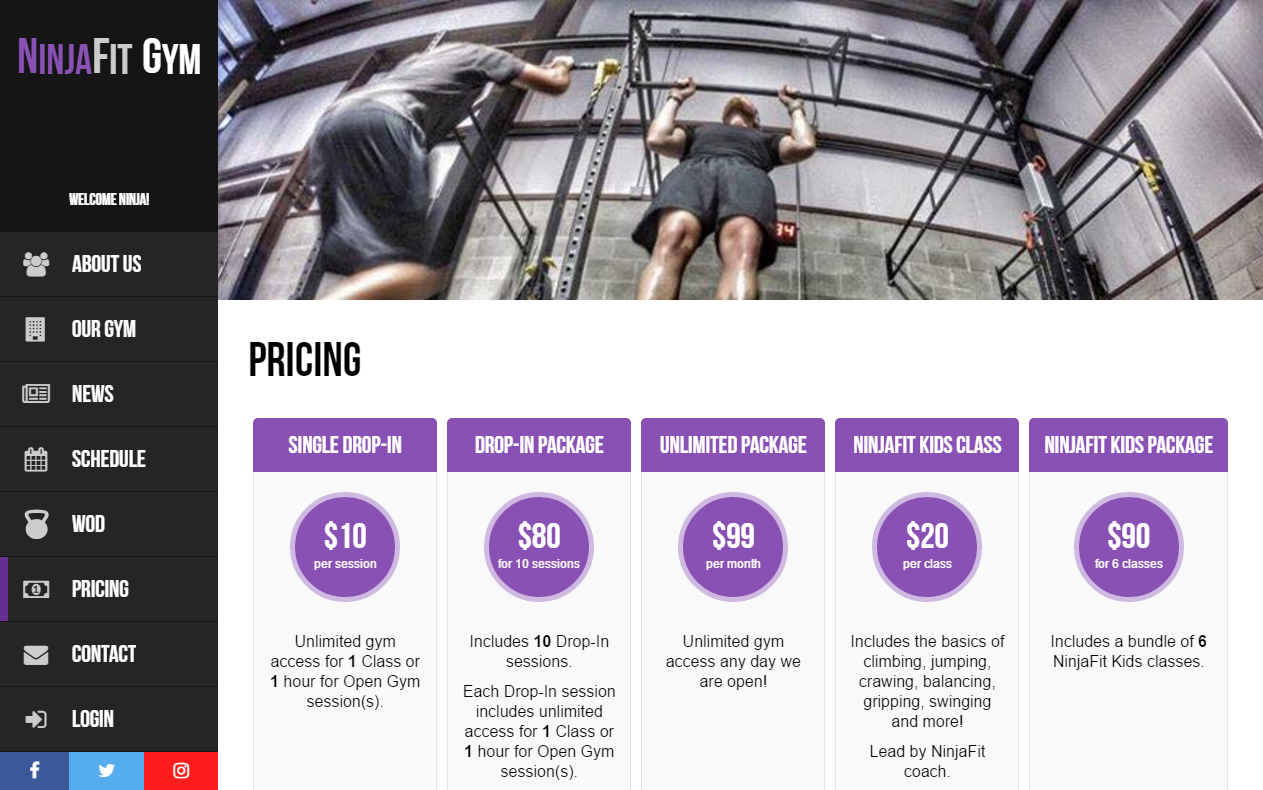 NinjaFit Gym
WELCOME NINJA!
ABOUT US
OUR GYM
NEWS
SCHEDULE
WOD
PRICING
CONTACT
LOGIN
34
PRICING
SINGLE DROP-IN
$10
per session
Unlimited gym
access for 1 Class or
1 hour for Open Gym
session(s).
DROP-IN PACKAGE
$80
for 10 sessions
Includes 10 Drop-In
sessions.
Each Drop-In session
includes unlimited
access for 1 Class or
1 hour for Open Gym
session(s).
UNLIMITED PACKAGE
$99
per month
Unlimited gym
access any day we
are open!
NINJAFIT KIDS CLASS
$20
per class
Includes the basics of
climbing, jumping,
crawing, balancing,
gripping, swinging
and more!
Lead by NinjaFit
coach.
NINJAFIT KIDS PACKAGE
$90
for 6 classes
Includes a bundle of 6
NinjaFit Kids classes.